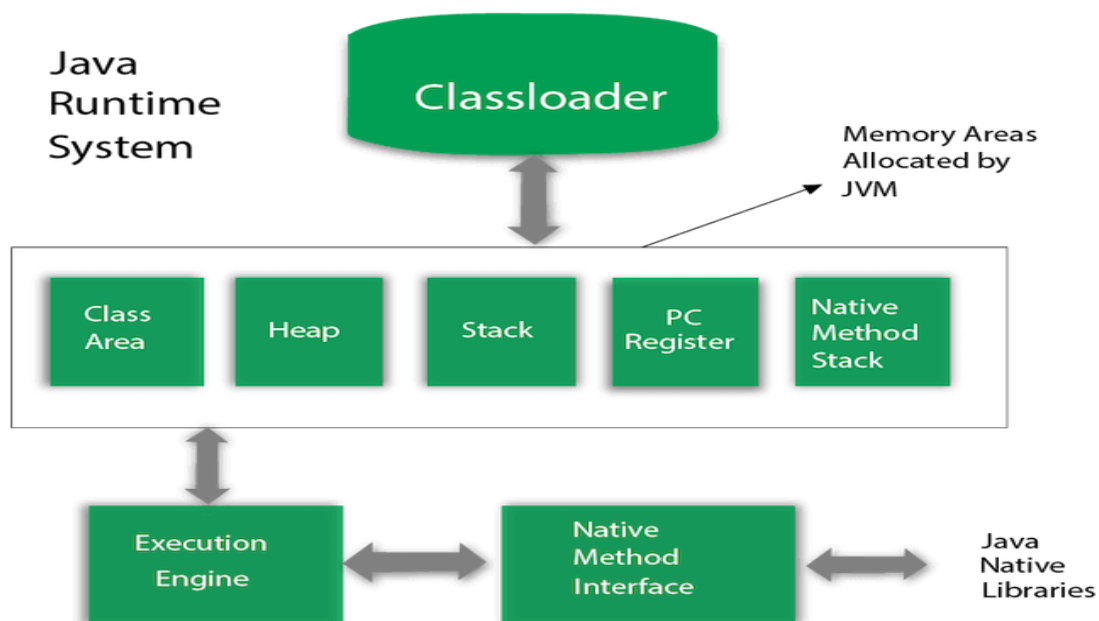 Java
Runtime
System
Classloader
Memory Areas
Allocated by
JVM
Class
Area
Heap
Stack
PC
Register
Native
Method
Stack
Execution
Engine
Native
Method
Interface
Java
Native
Libraries